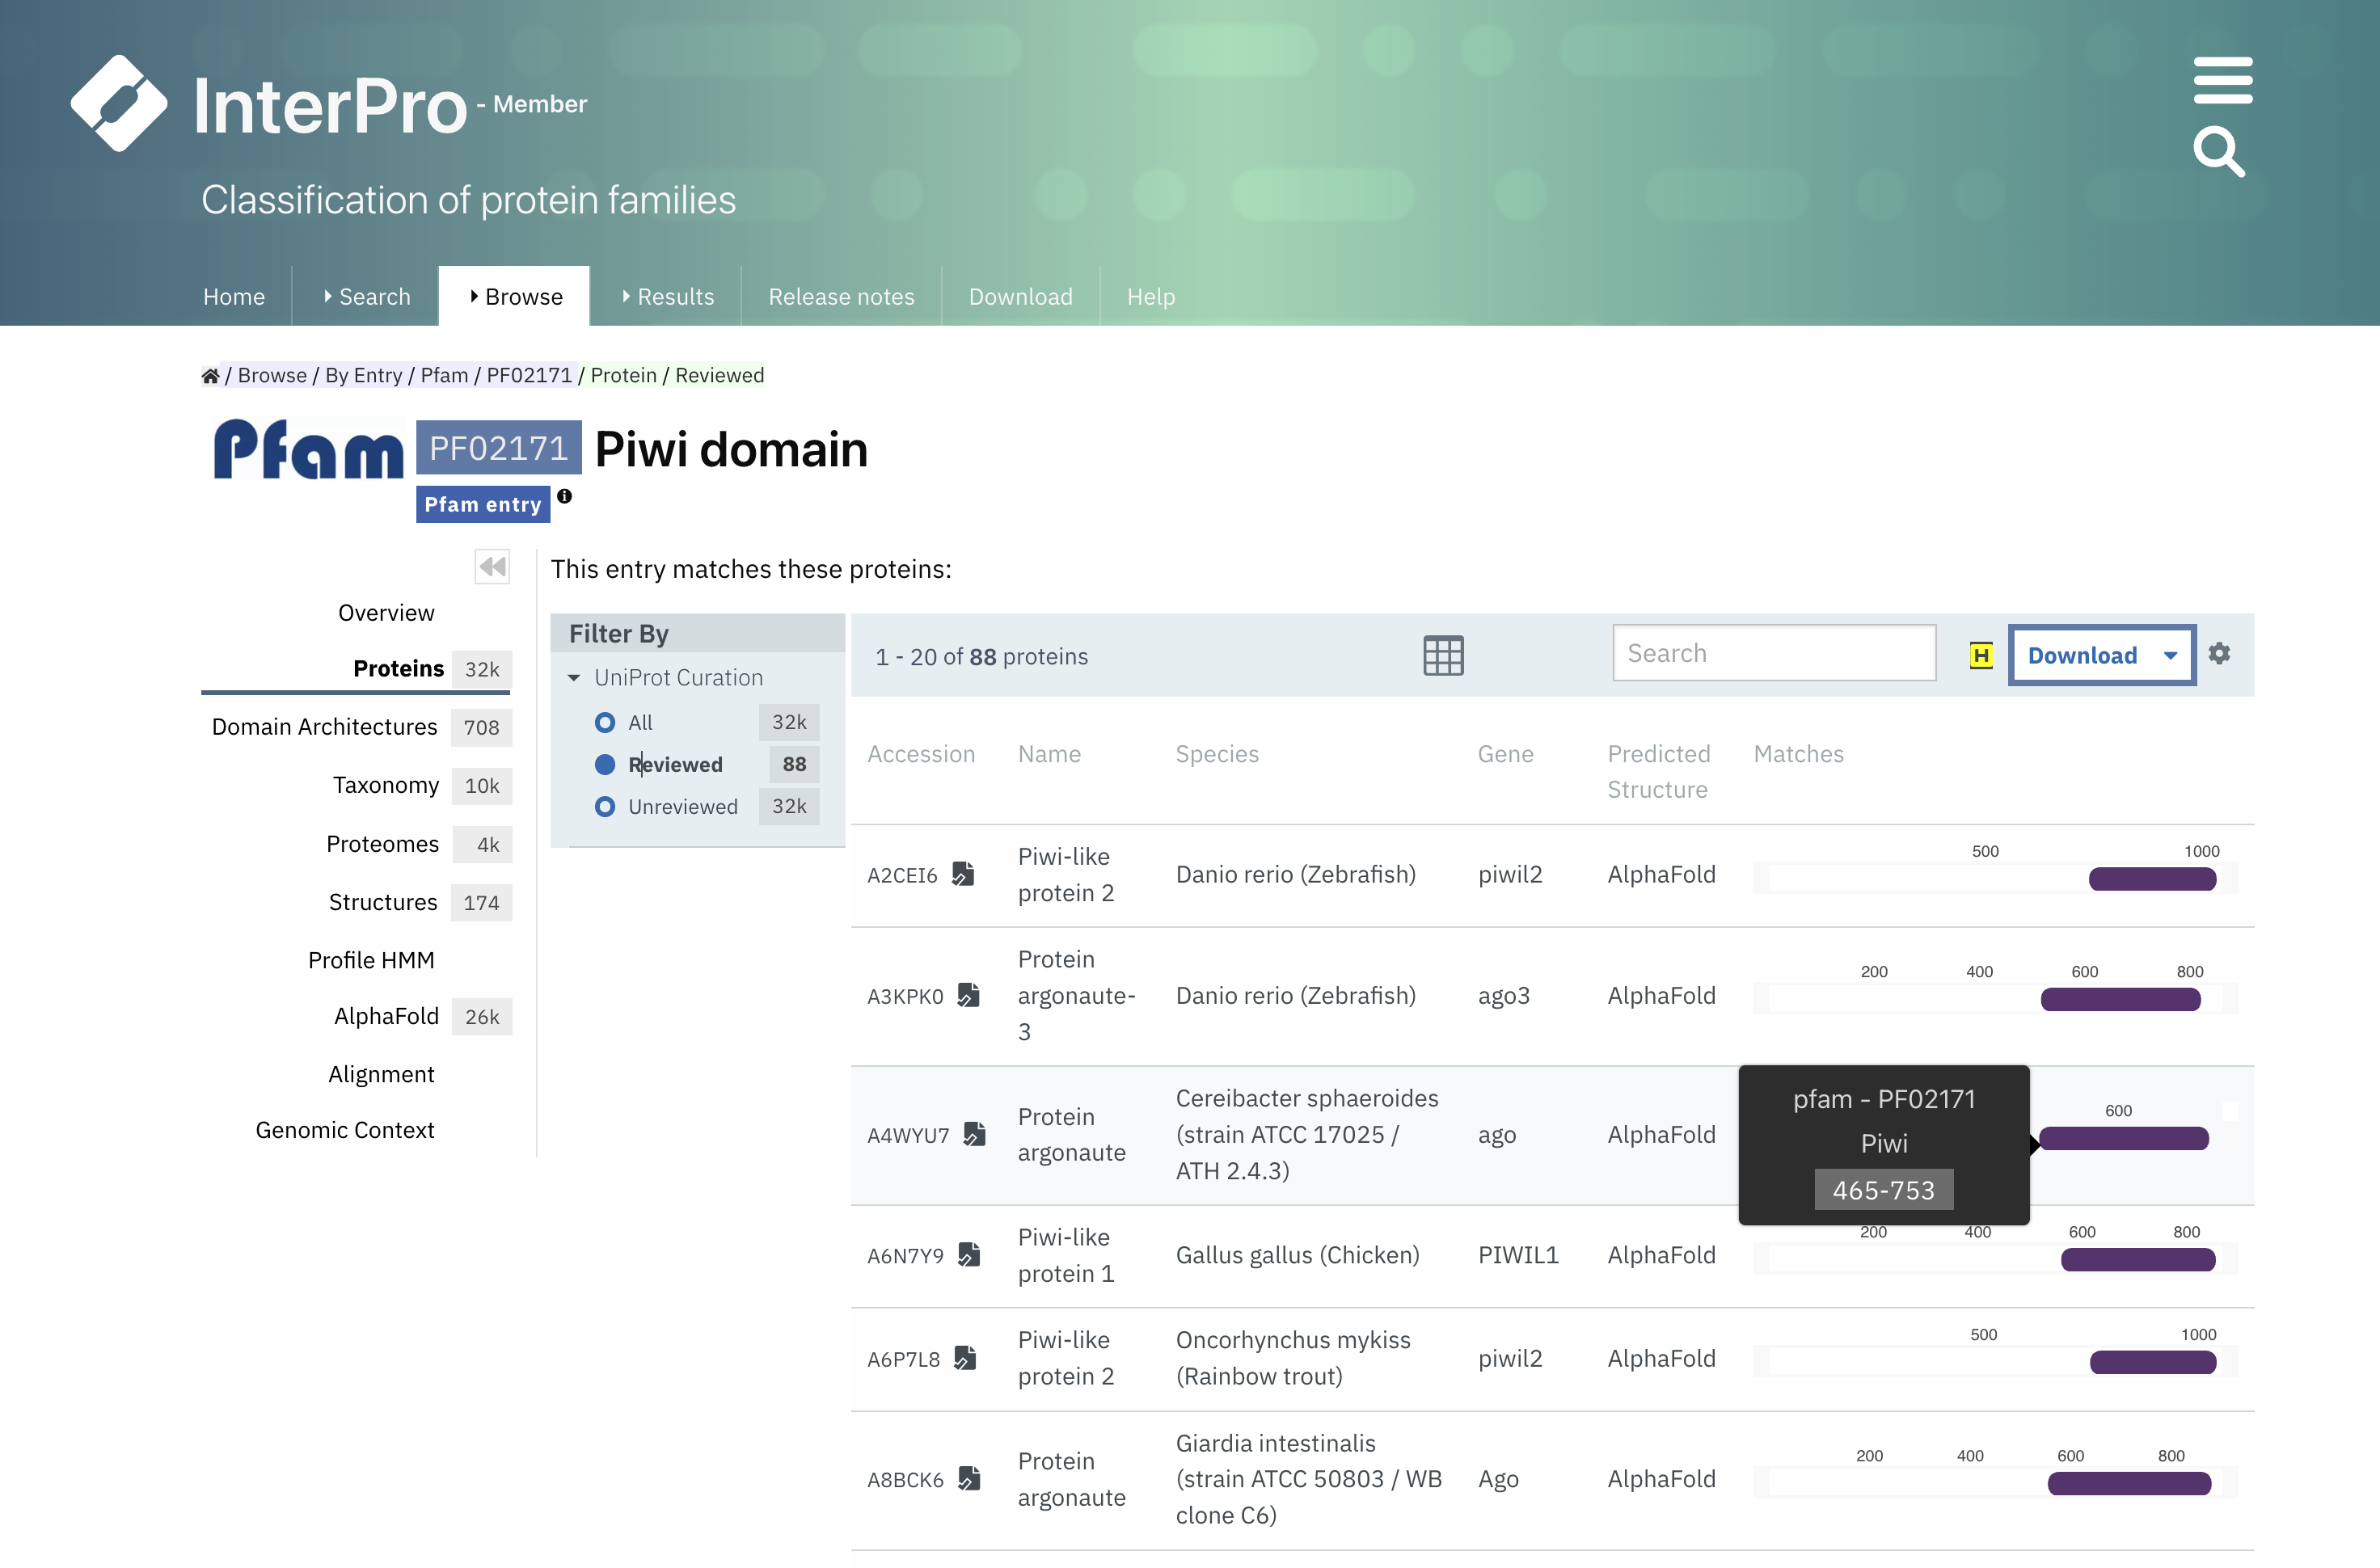 InterPro - Member
Classification of protein families
Home
Search
Browse
Results
Release notes
Download
Help
/ Browse / By Entry / Pfam / PF02171 / Protein / Reviewed
Pfam
PF02171
Piwi domain
Pfam entry
Overview
Proteins 32k
Domain Architectures 708
Taxonomy 10k
Proteomes 4k
Structures 174
Profile HMM
AlphaFold 26k
Alignment
Genomic Context
This entry matches these proteins:
Filter By
UniProt Curation
All 32k
Reviewed 88
Unreviewed 32k
1 - 20 of 88 proteins
Search
H
Download
Accession Name Species Gene Predicted Structure Matches
500 1000
A2CEI6 Piwi-like protein 2 Danio rerio (Zebrafish) piwil2 AlphaFold
200 400 600 800
A3KPK0 Protein argonaute-3 Danio rerio (Zebrafish) ago3 AlphaFold
600
A4WYU7 Protein argonaute Cereibacter sphaeroides (strain ATCC 17025 / ATH 2.4.3) ago AlphaFold
pfam - PF02171
Piwi
465-753
200 400 600 800
A6N7Y9 Piwi-like protein 1 Gallus gallus (Chicken) PIWIL1 AlphaFold
500 1000
A6P7L8 Piwi-like protein 2 Oncorhynchus mykiss (Rainbow trout) piwil2 AlphaFold
200 400 600 800
A8BCK6 Protein argonaute Giardia intestinalis (strain ATCC 50803 / WB clone C6) Ago AlphaFold